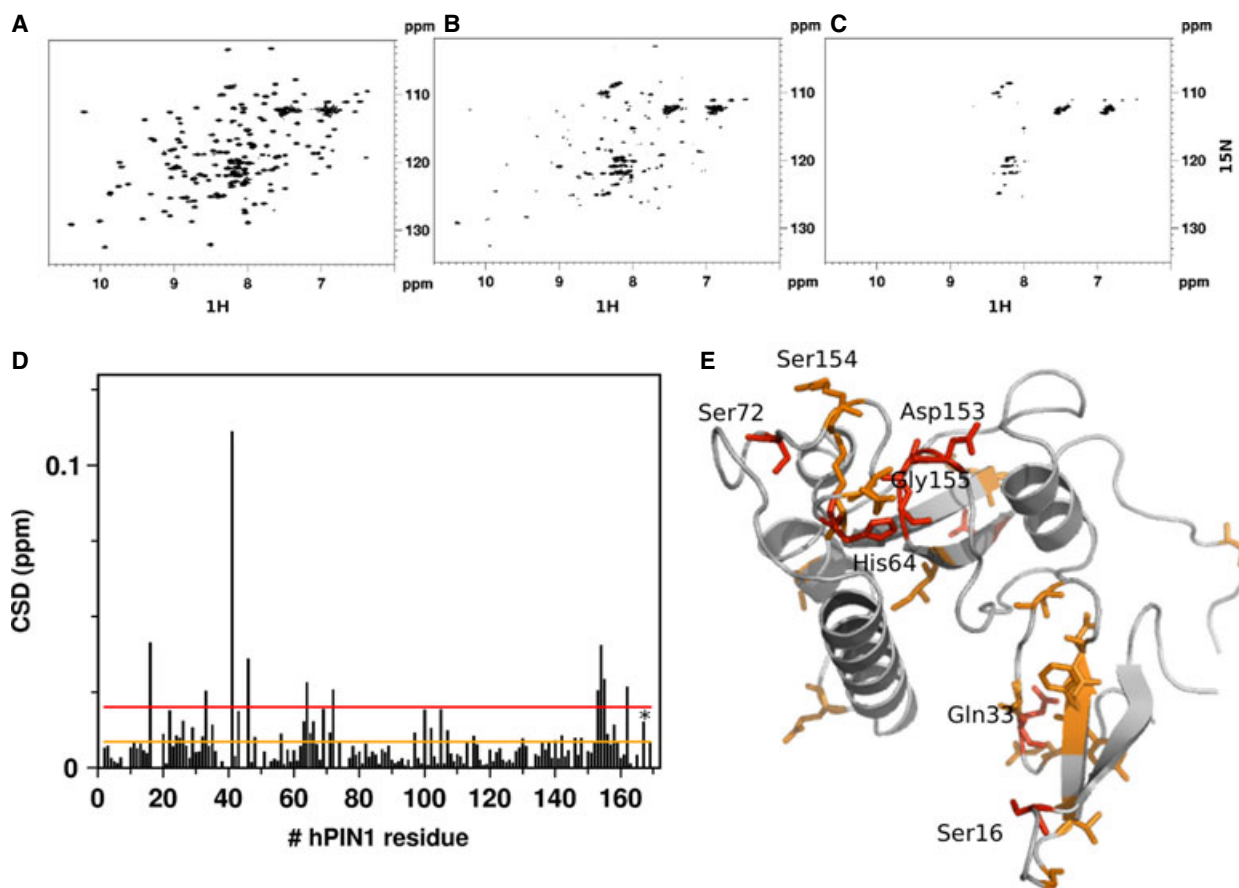 A
B
C
ppm
ppm
ppm
110
110
110
120
120
120
15N
130
130
130
10 9 8 7 ppm
10 9 8 7 ppm
10 9 8 7 ppm
1H
1H
1H
D
E
0.1
CSD (ppm)
0
*
0 20 40 60 80 100 120 140 160
# hPIN1 residue
Ser154
Ser72
Asp153
Gly155
His64
Gln33
Ser16